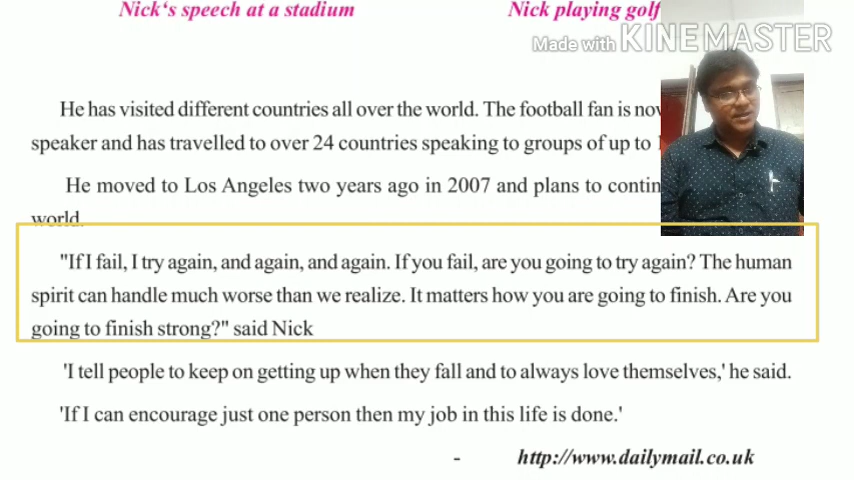 Nick's speech at a stadium
Nick playing golf
Made with KINEMASTER
He has visited different countries all over the world. The football fan is
speaker and has travelled to over 24 countries speaking to groups of up to
He moved to Los Angeles two years ago in 2007 and plans to
world.
"If I fail, I try again, and again, and again. If you fail, are you going to try again? The human
spirit can handle much worse than we realize. It matters how you are going to finish. Are you
going to finish strong?" said Nick
'I tell people to keep on getting up when they fall and to always love themselves,' he said.
'If I can encourage just one person then my job in this life is done.'
- http://www.dailymail.co.uk